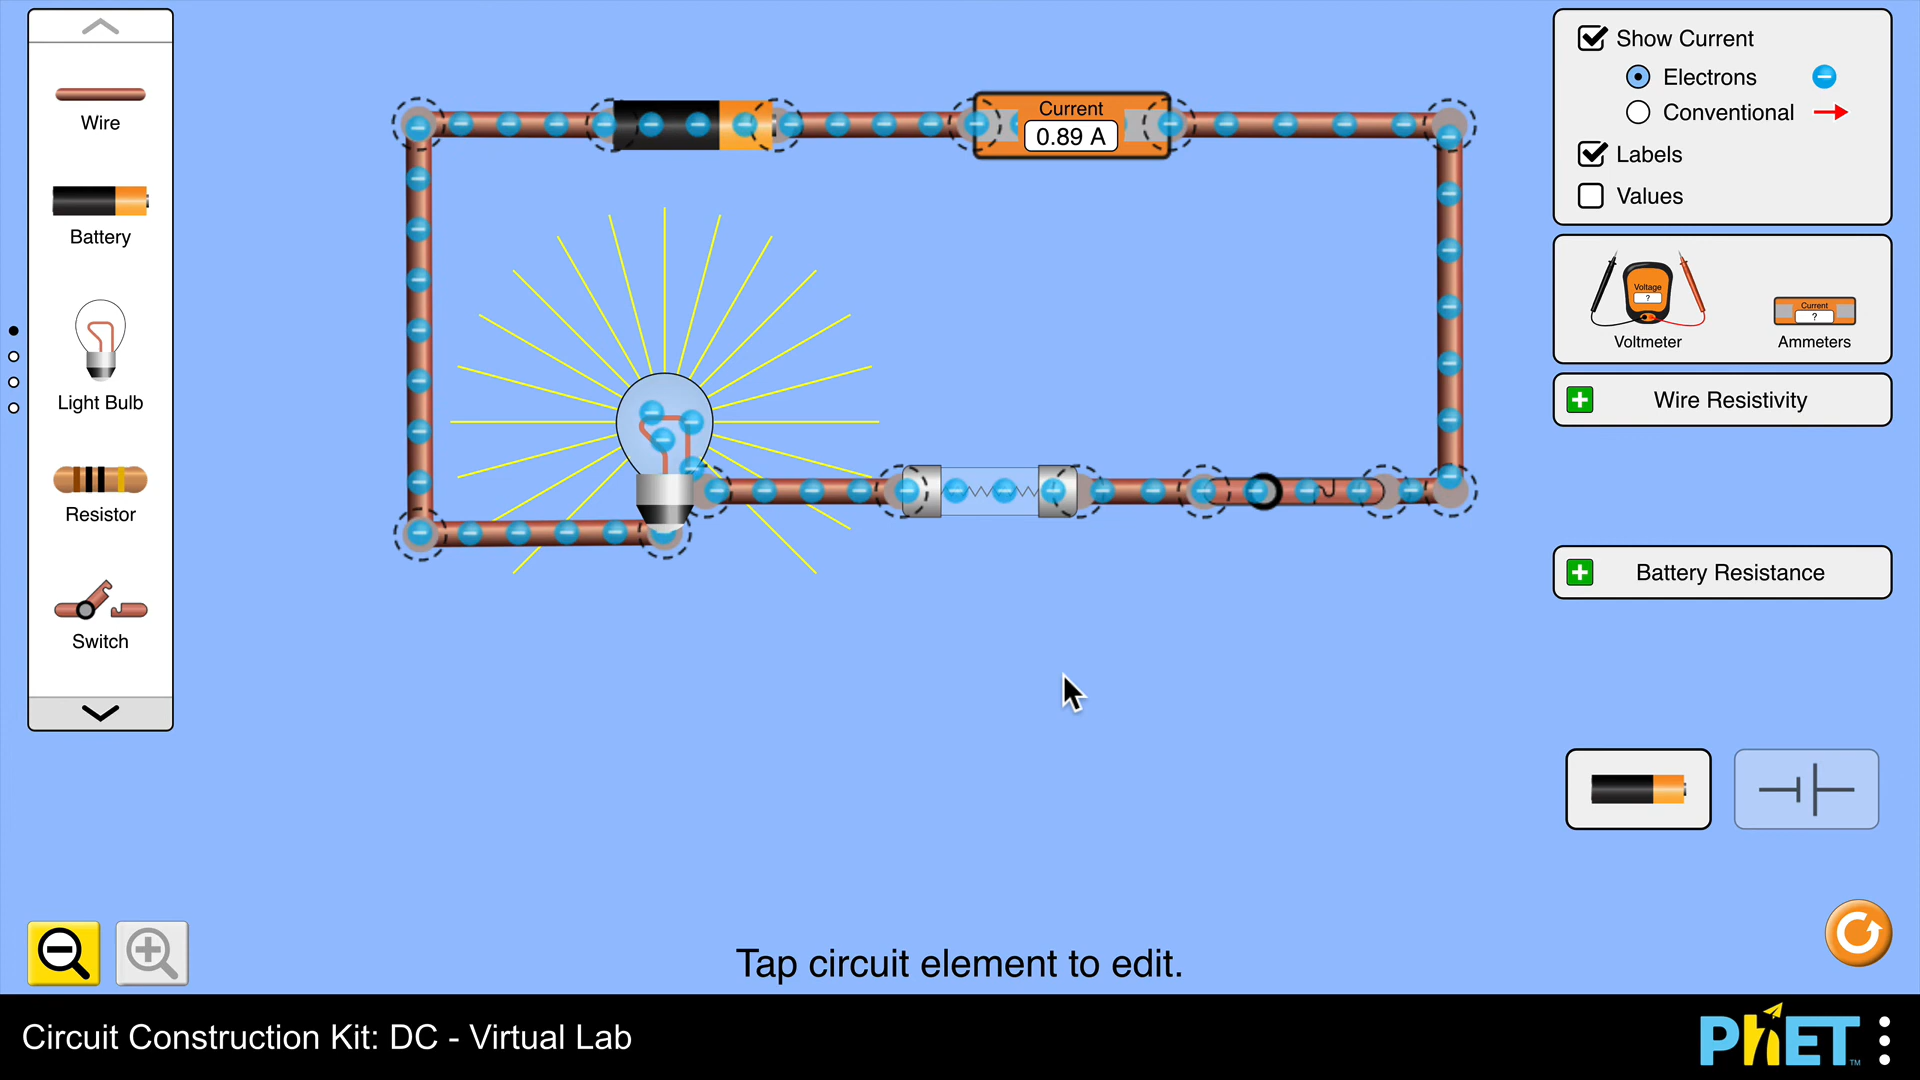 Wire
Battery
Light Bulb
Resistor
Switch
Current
0.89 A
Show Current
Electrons
Conventional
Labels
Values
Voltage
?
Voltmeter
Current
?
Ammeters
Wire Resistivity
Battery Resistance
Tap circuit element to edit.
Circuit Construction Kit: DC - Virtual Lab
PhET™